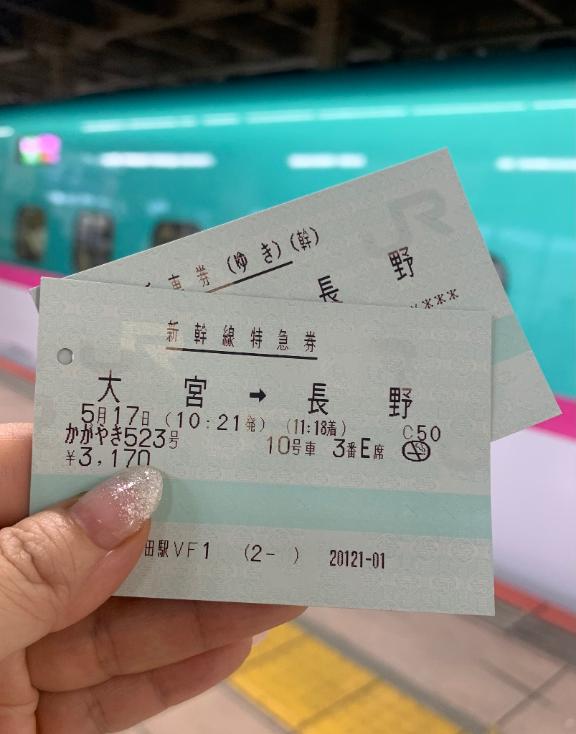 車券(ゆき)(幹)
長野
****
新幹線特急券
大宮➡長野
5月17日(10:21発)(11:18着) C50
かがやき523号 10号車 3番E席
¥3,170
田駅VF1 (2- ) 20121-01
JR